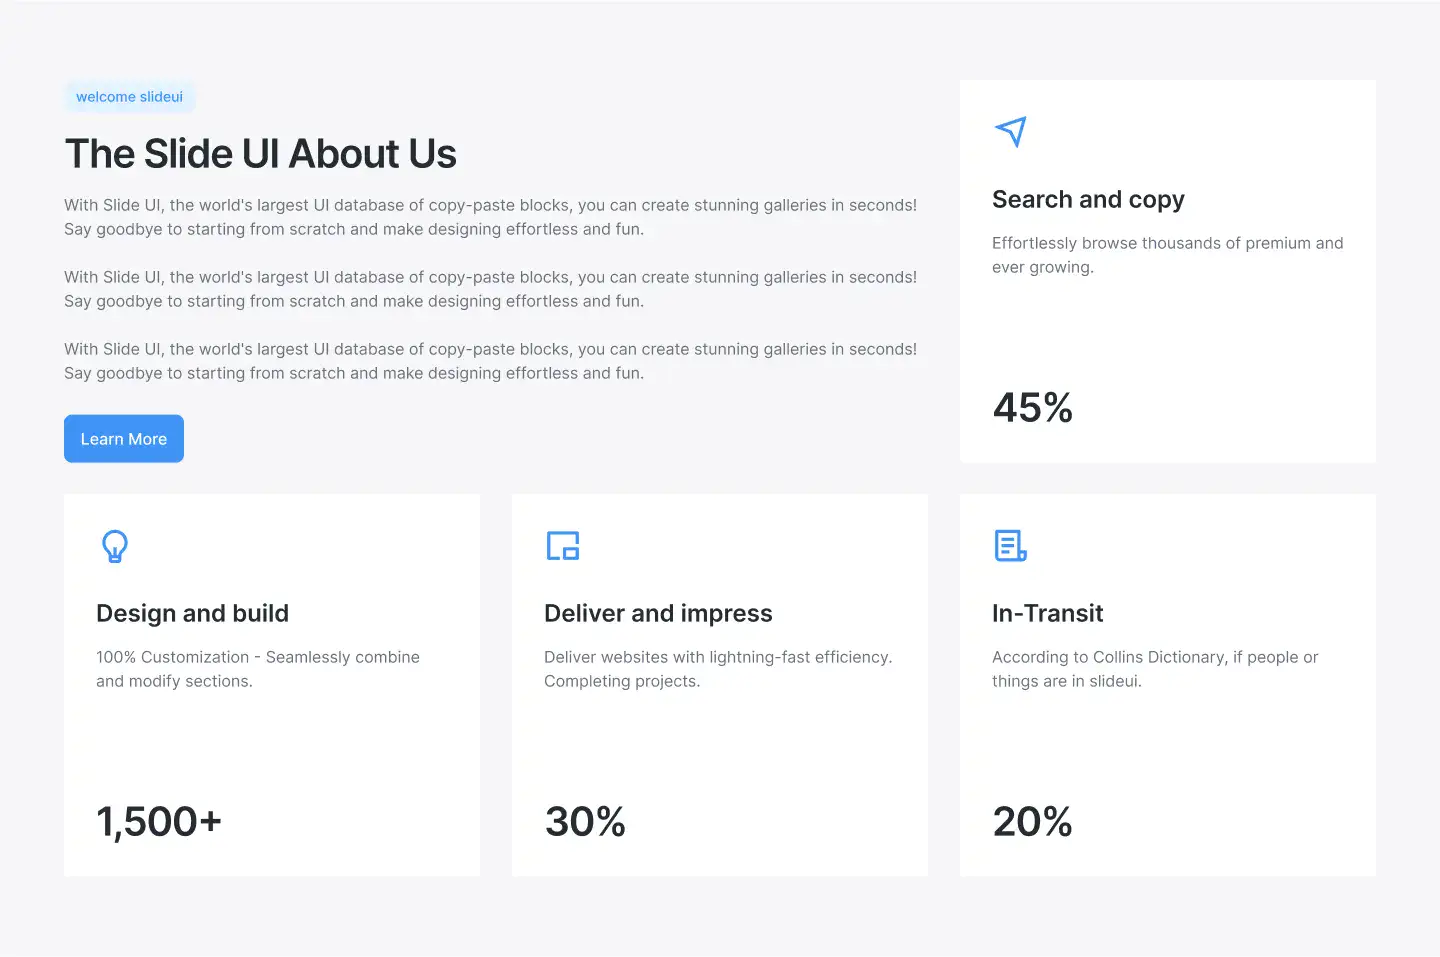 welcome slideui
The Slide UI About Us
With Slide UI, the world's largest UI database of copy-paste blocks, you can create stunning galleries in seconds!
Say goodbye to starting from scratch and make designing effortless and fun.
With Slide UI, the world's largest UI database of copy-paste blocks, you can create stunning galleries in seconds!
Say goodbye to starting from scratch and make designing effortless and fun.
With Slide UI, the world's largest UI database of copy-paste blocks, you can create stunning galleries in seconds!
Say goodbye to starting from scratch and make designing effortless and fun.
Learn More
Search and copy
Effortlessly browse thousands of premium and
ever growing.
45%
Design and build
100% Customization - Seamlessly combine
and modify sections.
1,500+
Deliver and impress
Deliver websites with lightning-fast efficiency.
Completing projects.
30%
In-Transit
According to Collins Dictionary, if people or
things are in slideui.
20%